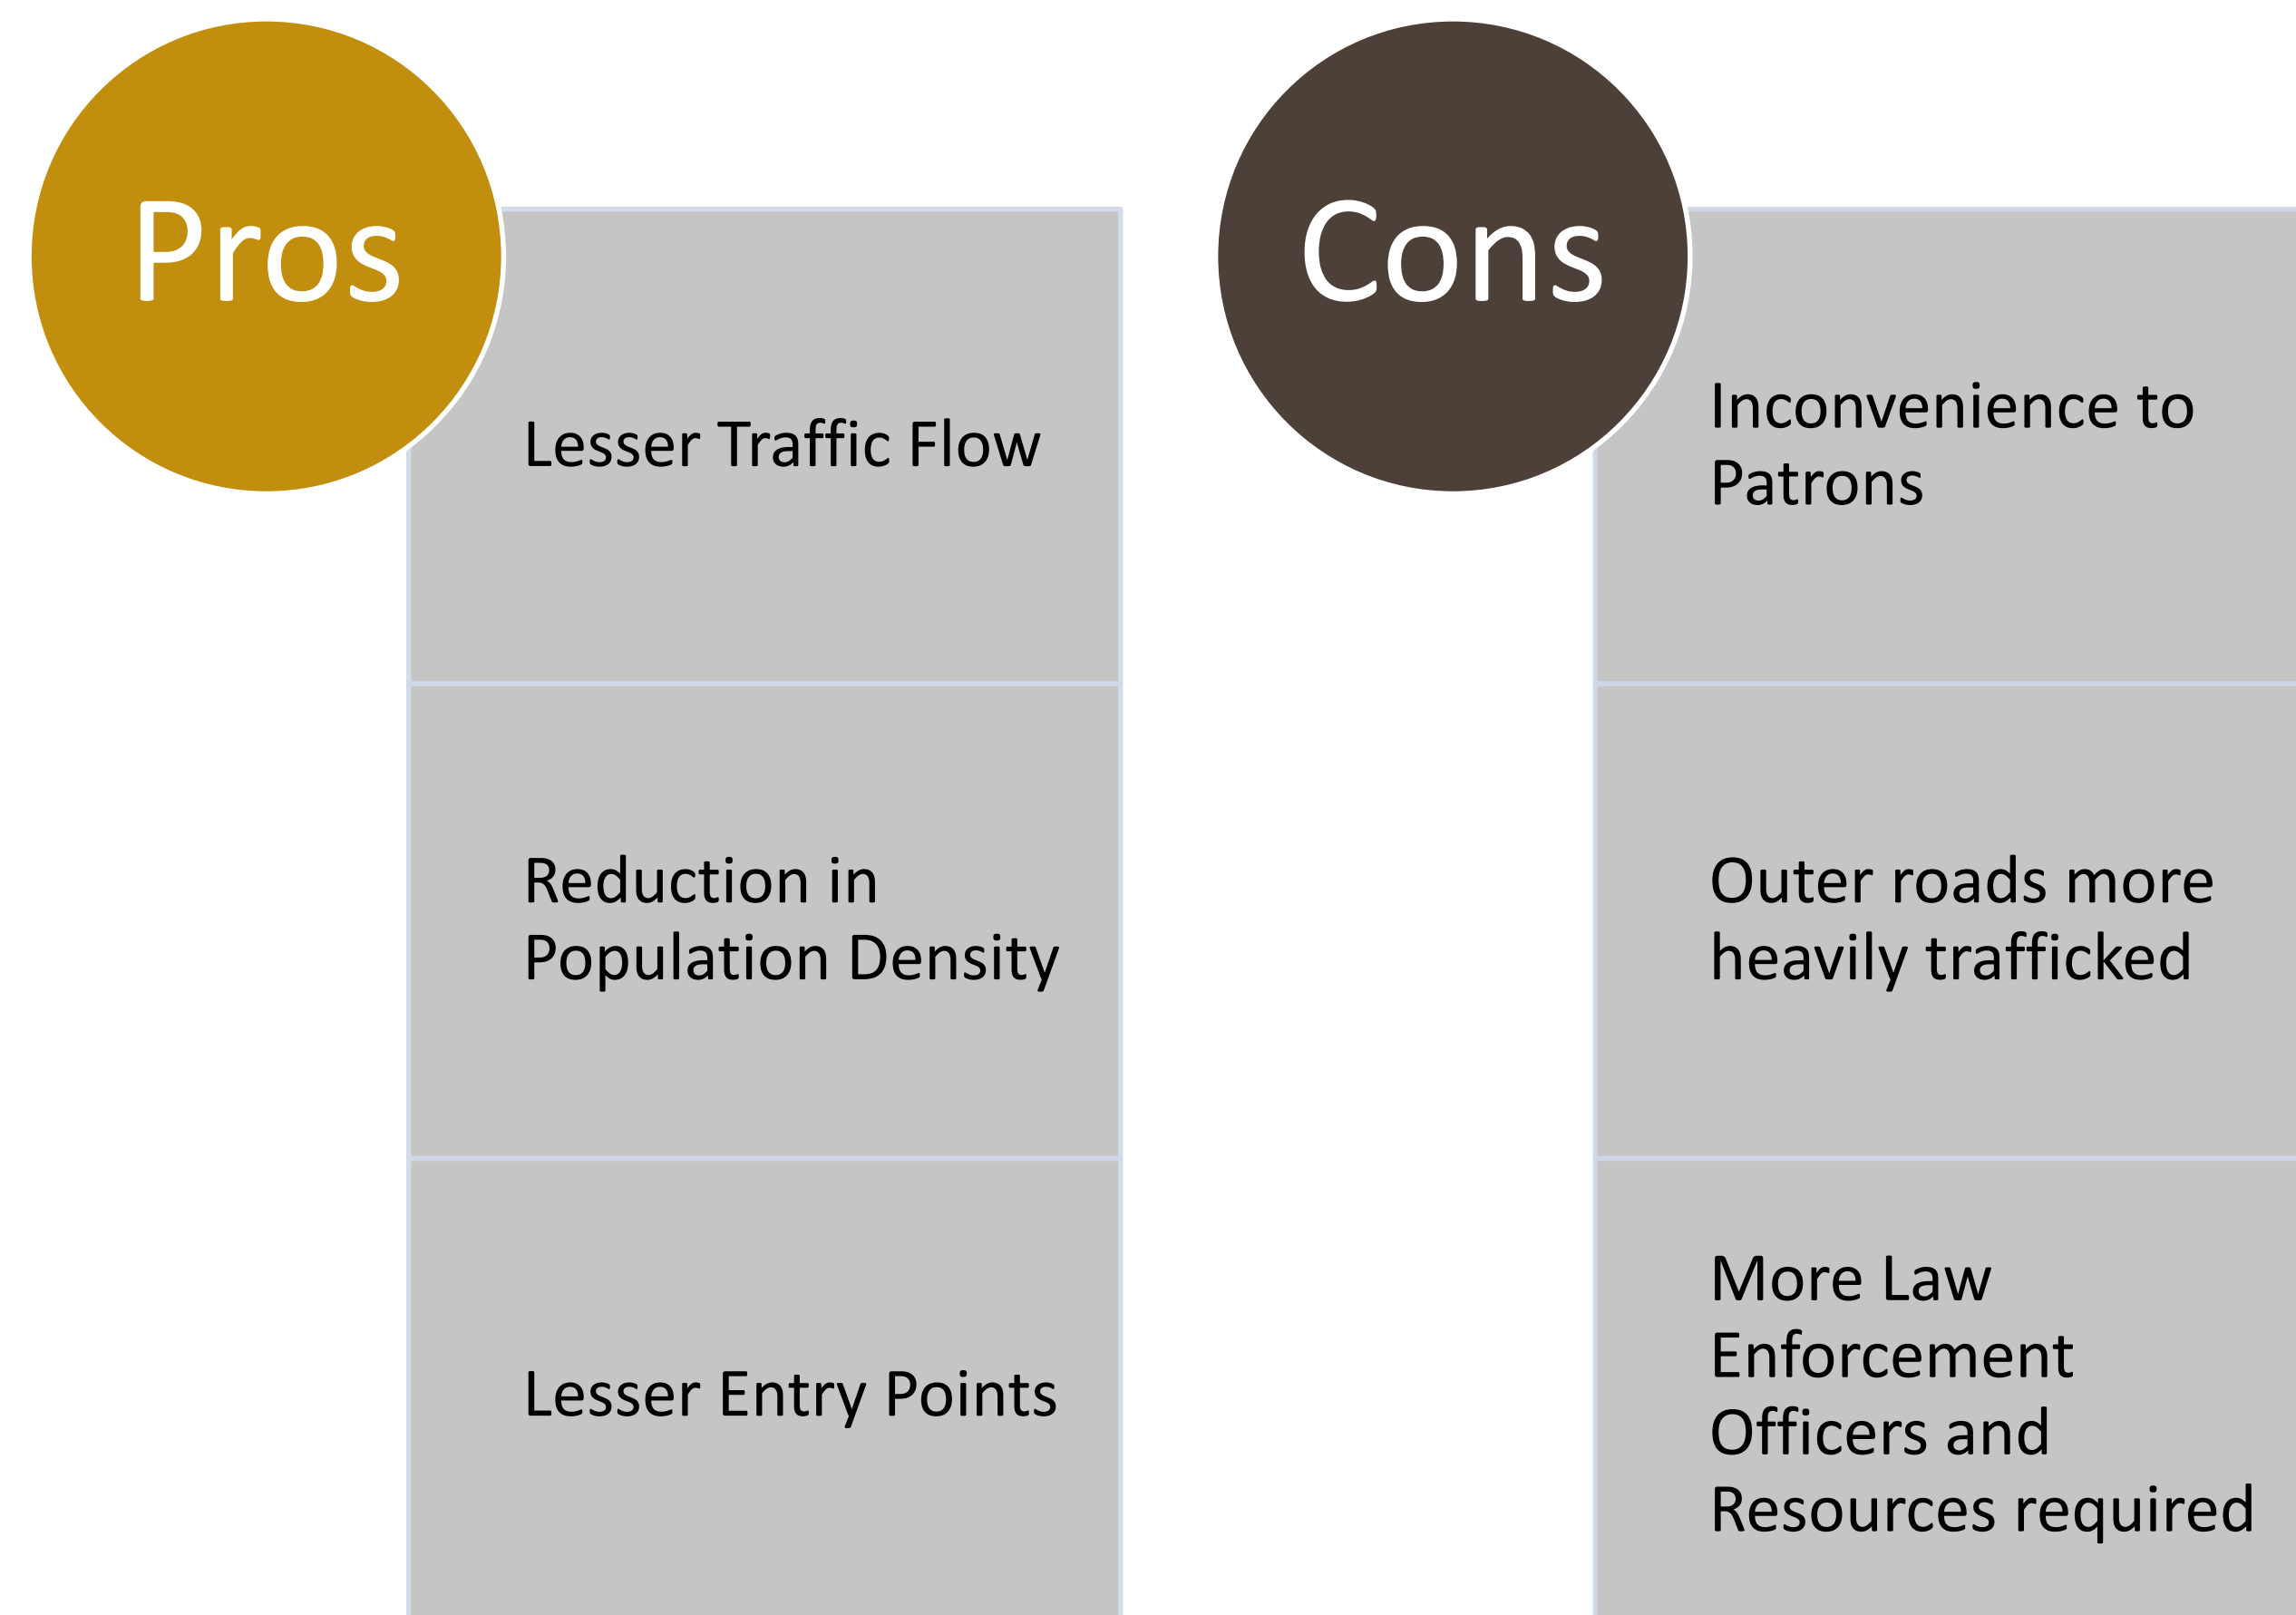 Pros
Lesser Traffic Flow
Reduction in
Population Density
Lesser Entry Points
Cons
Inconvenience to
Patrons
Outer roads more
heavily trafficked
More Law
Enforcement
Officers and
Resources required